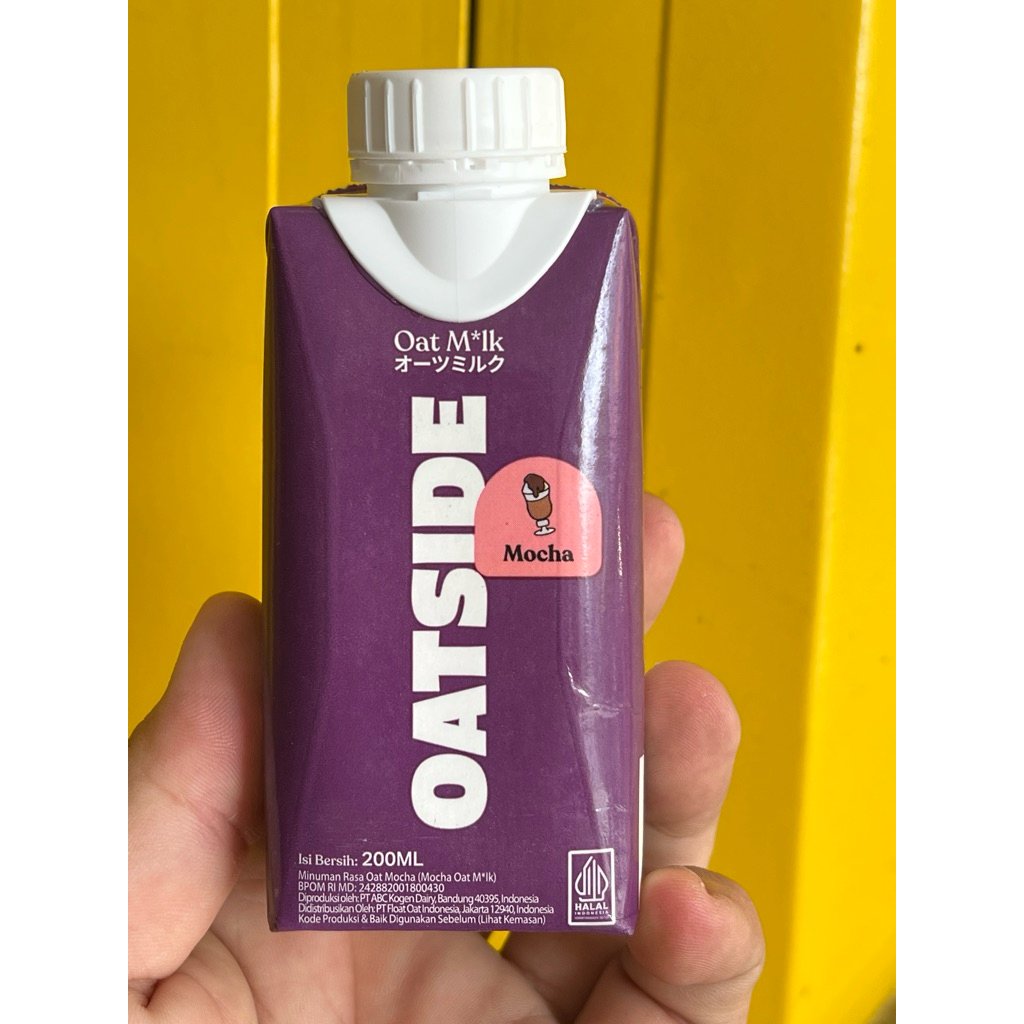 Oat M*lk
オーツミルク
OATSIDE
Mocha
Isi Bersih: 200ML
Minuman Rasa Oat Mocha (Mocha Oat M*lk)
BPOM RI MD: 242882001800430
Diproduksi oleh: PT ABC Kogen Dairy, Bandung 40395, Indonesia
Didistribusikan Oleh: PT Float Oat Indonesia, Jakarta 12940, Indonesia
Kode Produksi & Baik Digunakan Sebelum (Lihat Kemasan)
HALAL
INDONESIA